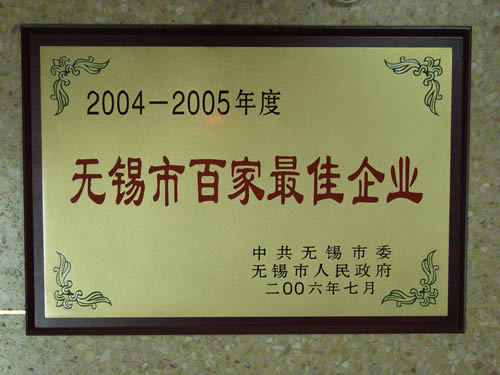 2004－2005年度
无锡市百家最佳企业
中共无锡市委
无锡市人民政府
二〇〇六年七月